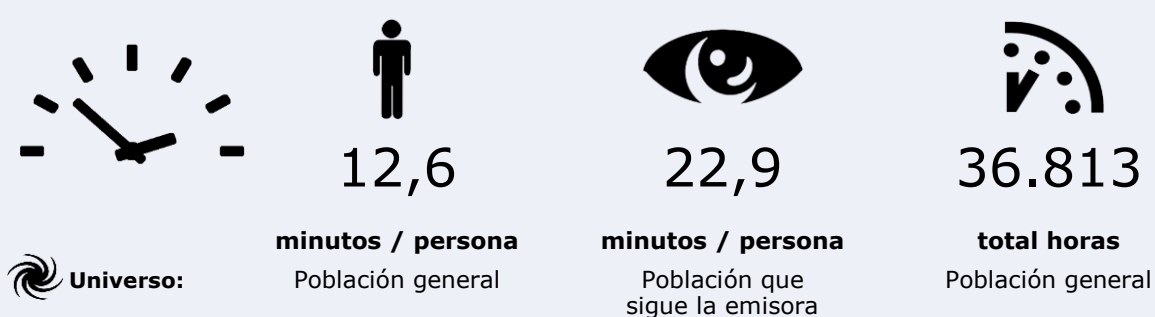 12,6
22,9
36.813
minutos / persona
minutos / persona
total horas
Universo:
Población general
Población que
sigue la emisora
Población general